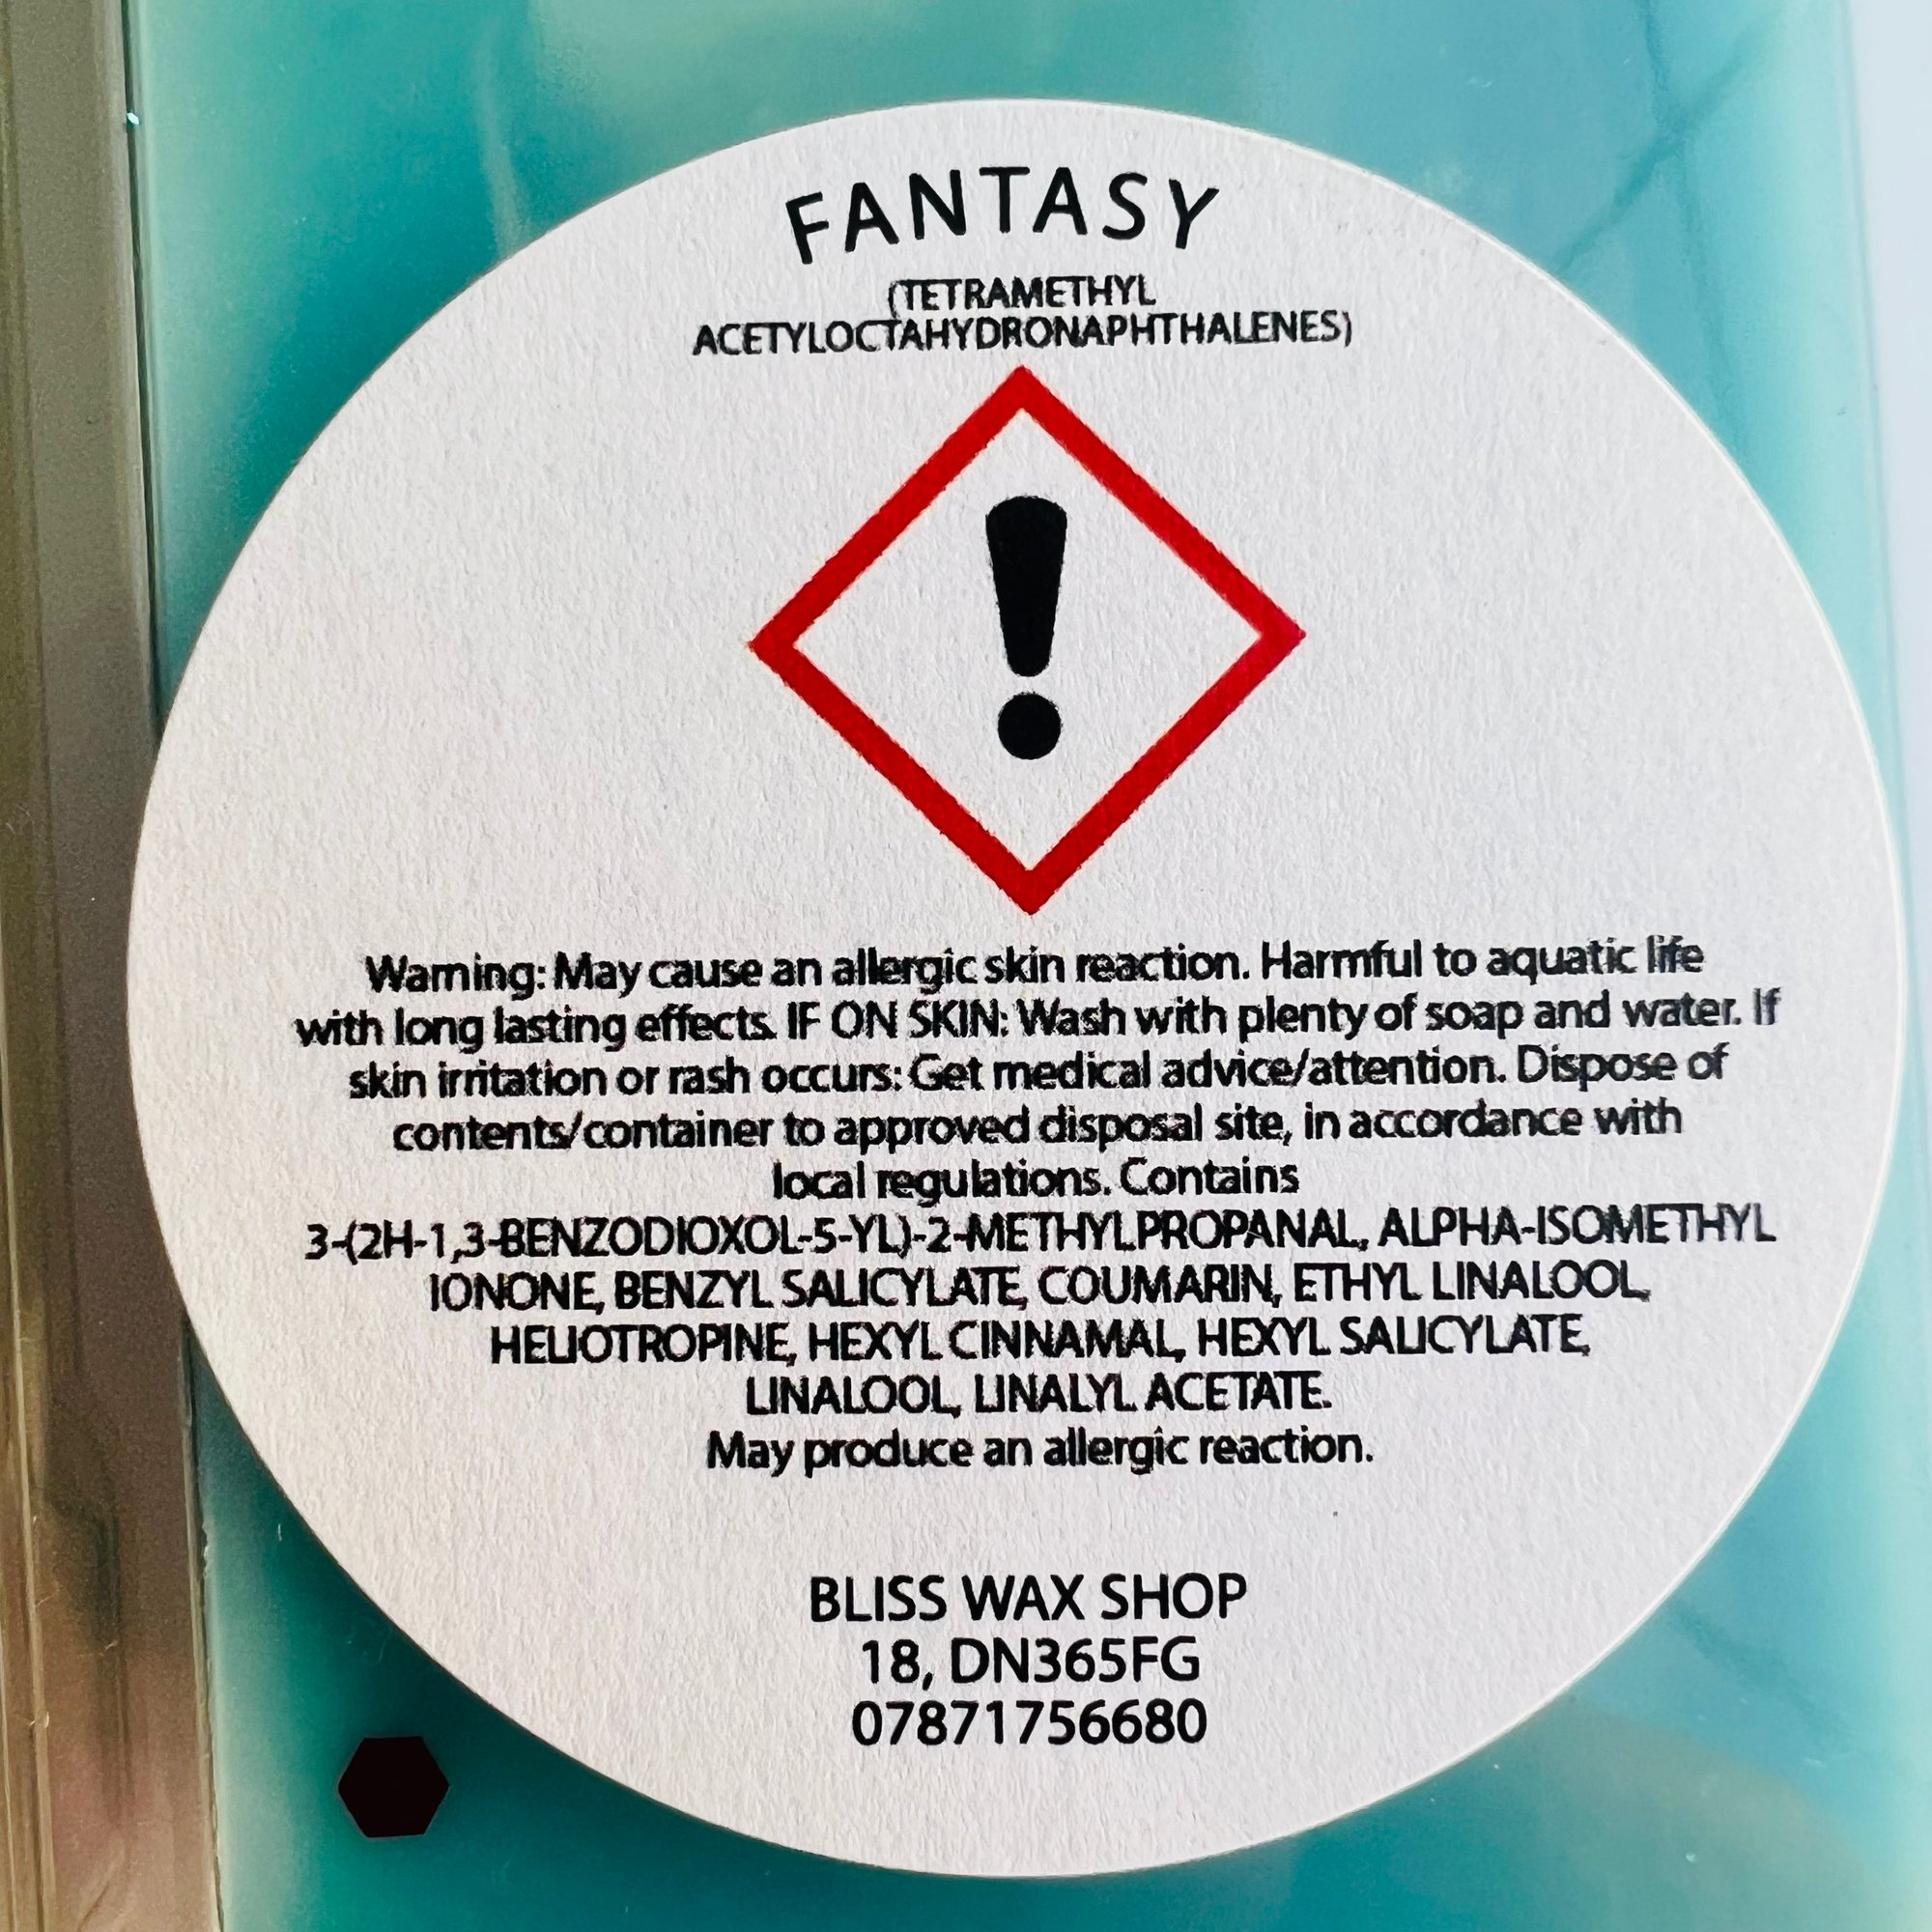 FANTASY
(TETRAMETHYL
ACETYLOCTAHYDRONAPHTHALENES)
Warning: May cause an allergic skin reaction. Harmful to aquatic life
with long lasting effects. IF ON SKIN: Wash with plenty of soap and water. If
skin irritation or rash occurs: Get medical advice/attention. Dispose of
contents/container to approved disposal site, in accordance with
local regulations. Contains
3-(2H-1,3-BENZODIOXOL-5-YL)-2-METHYLPROPANAL, ALPHA-ISOMETHYL
IONONE, BENZYL SALICYLATE, COUMARIN, ETHYL LINALOOL,
HELIOTROPINE, HEXYL CINNAMAL, HEXYL SALICYLATE,
LINALOOL, LINALYL ACETATE.
May produce an allergic reaction.
BLISS WAX SHOP
18, DN365FG
07871756680